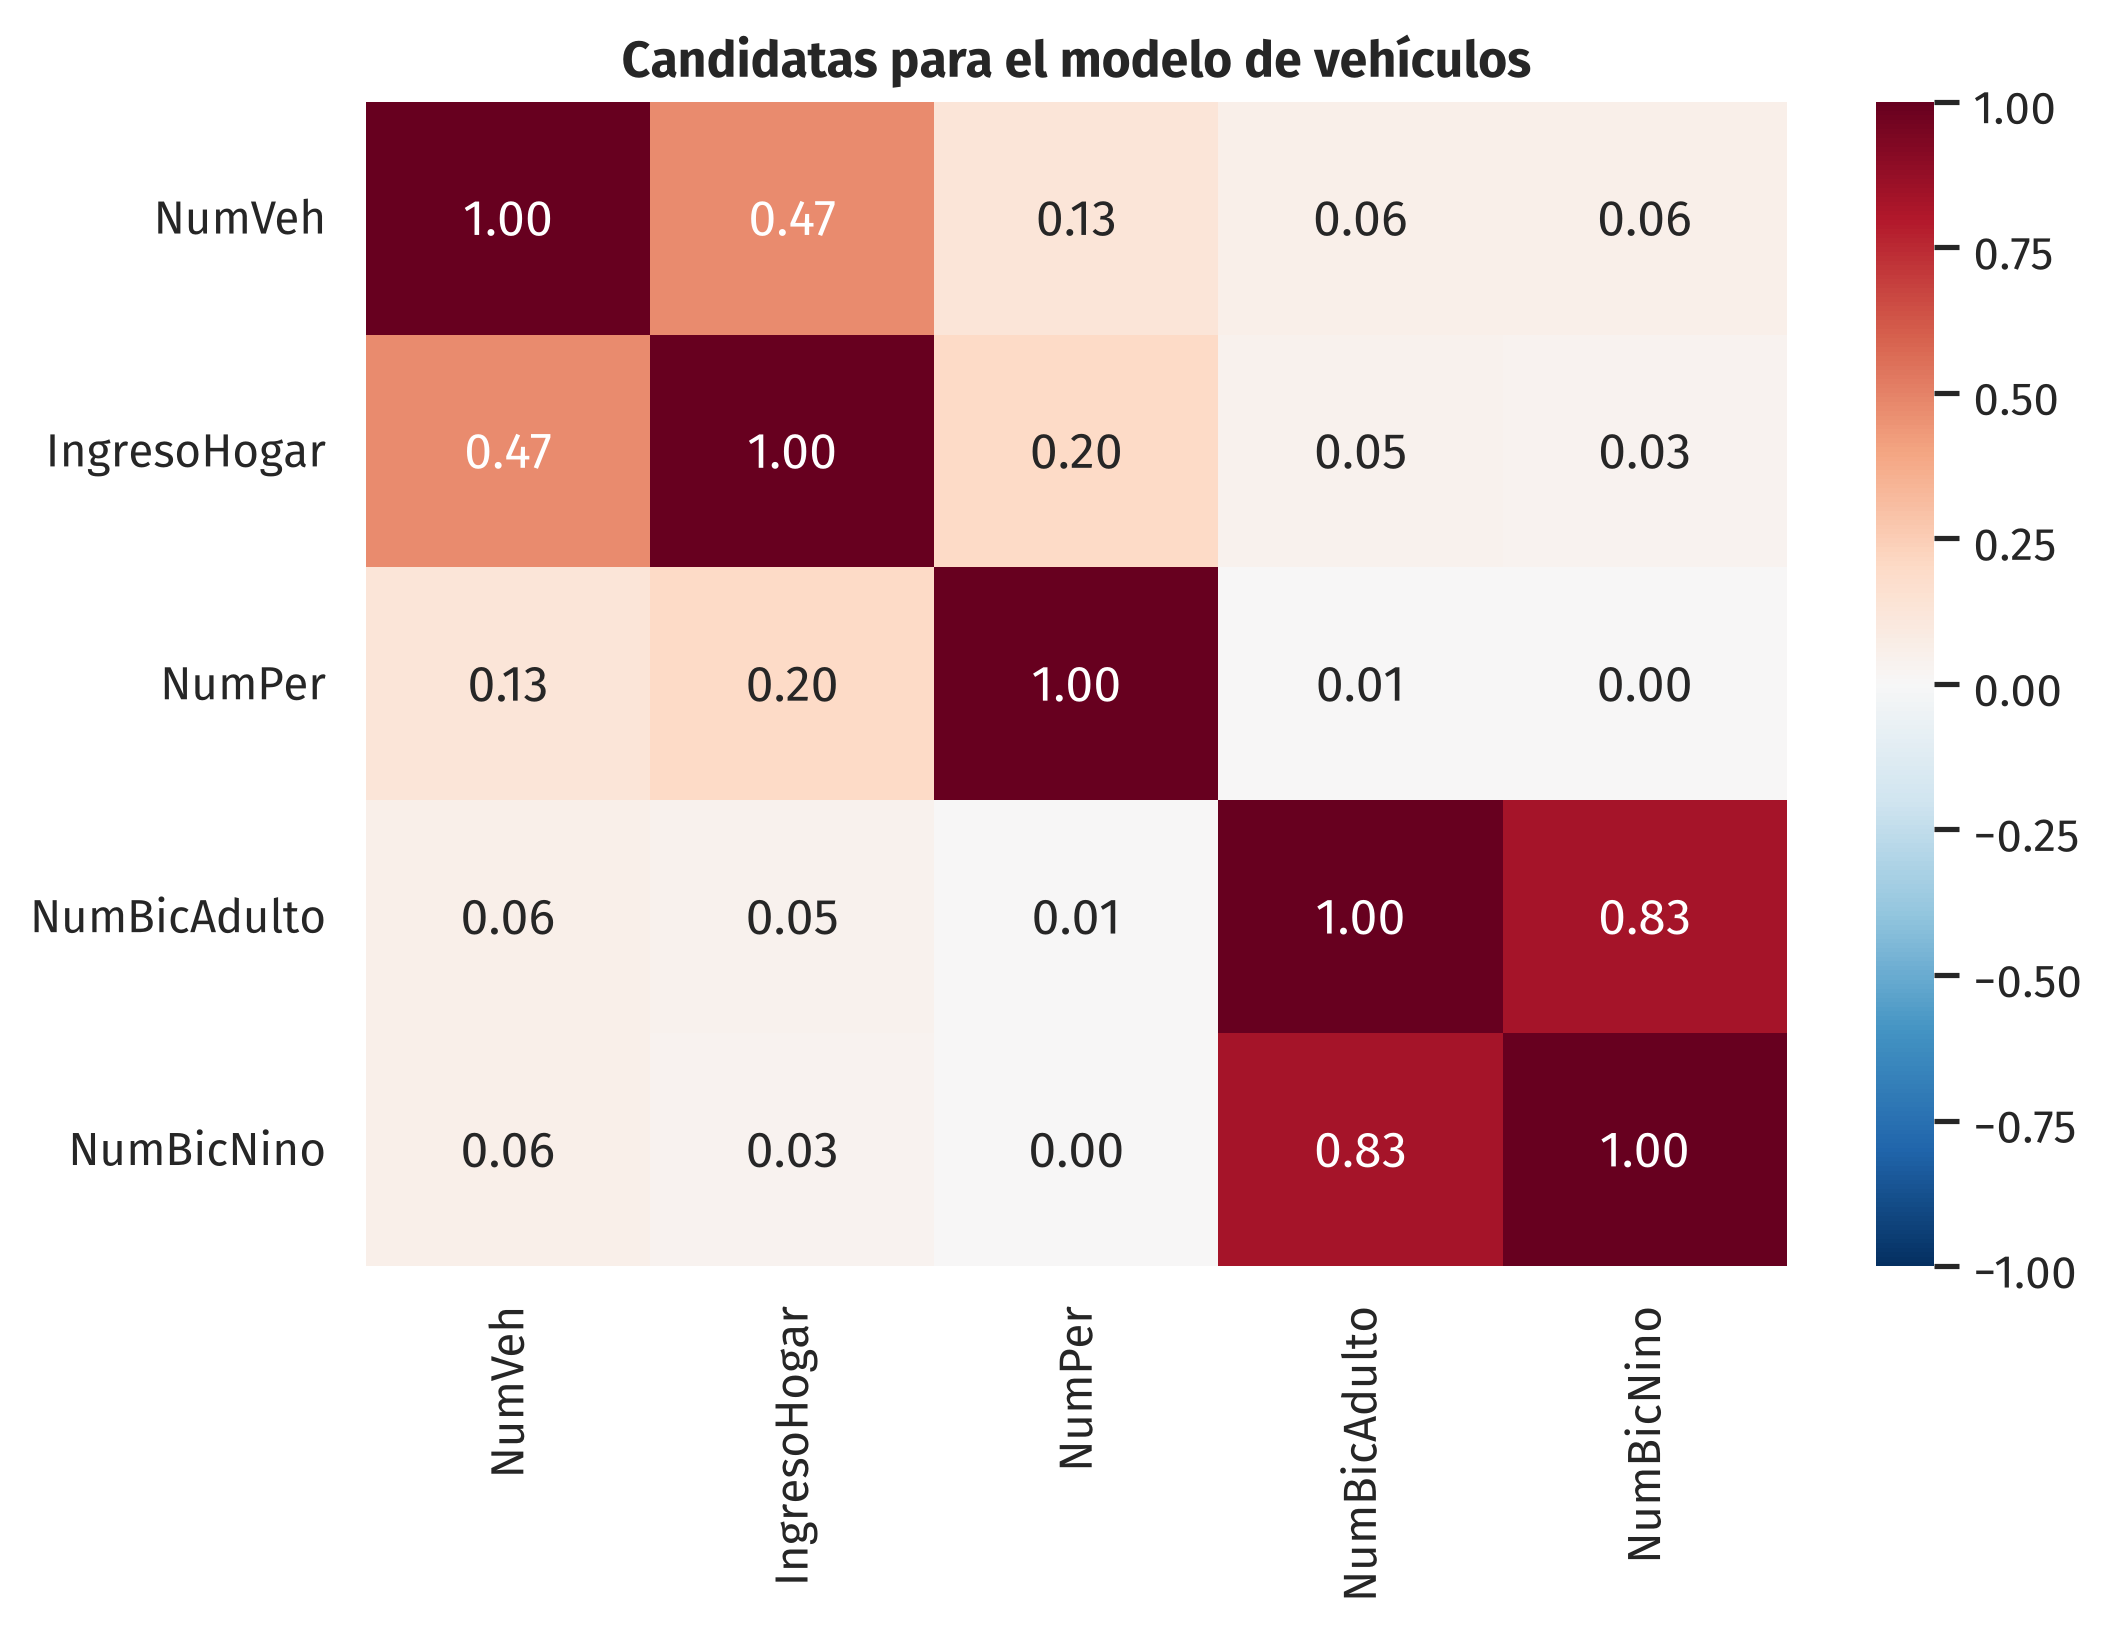 Candidatas para el modelo de vehículos
NumVeh 1.00 0.47 0.13 0.06 0.06
IngresoHogar 0.47 1.00 0.20 0.05 0.03
NumPer 0.13 0.20 1.00 0.01 0.00
NumBicAdulto 0.06 0.05 0.01 1.00 0.83
NumBicNino 0.06 0.03 0.00 0.83 1.00
NumVeh
IngresoHogar
NumPer
NumBicAdulto
NumBicNino
1.00
0.75
0.50
0.25
0.00
−0.25
−0.50
−0.75
−1.00